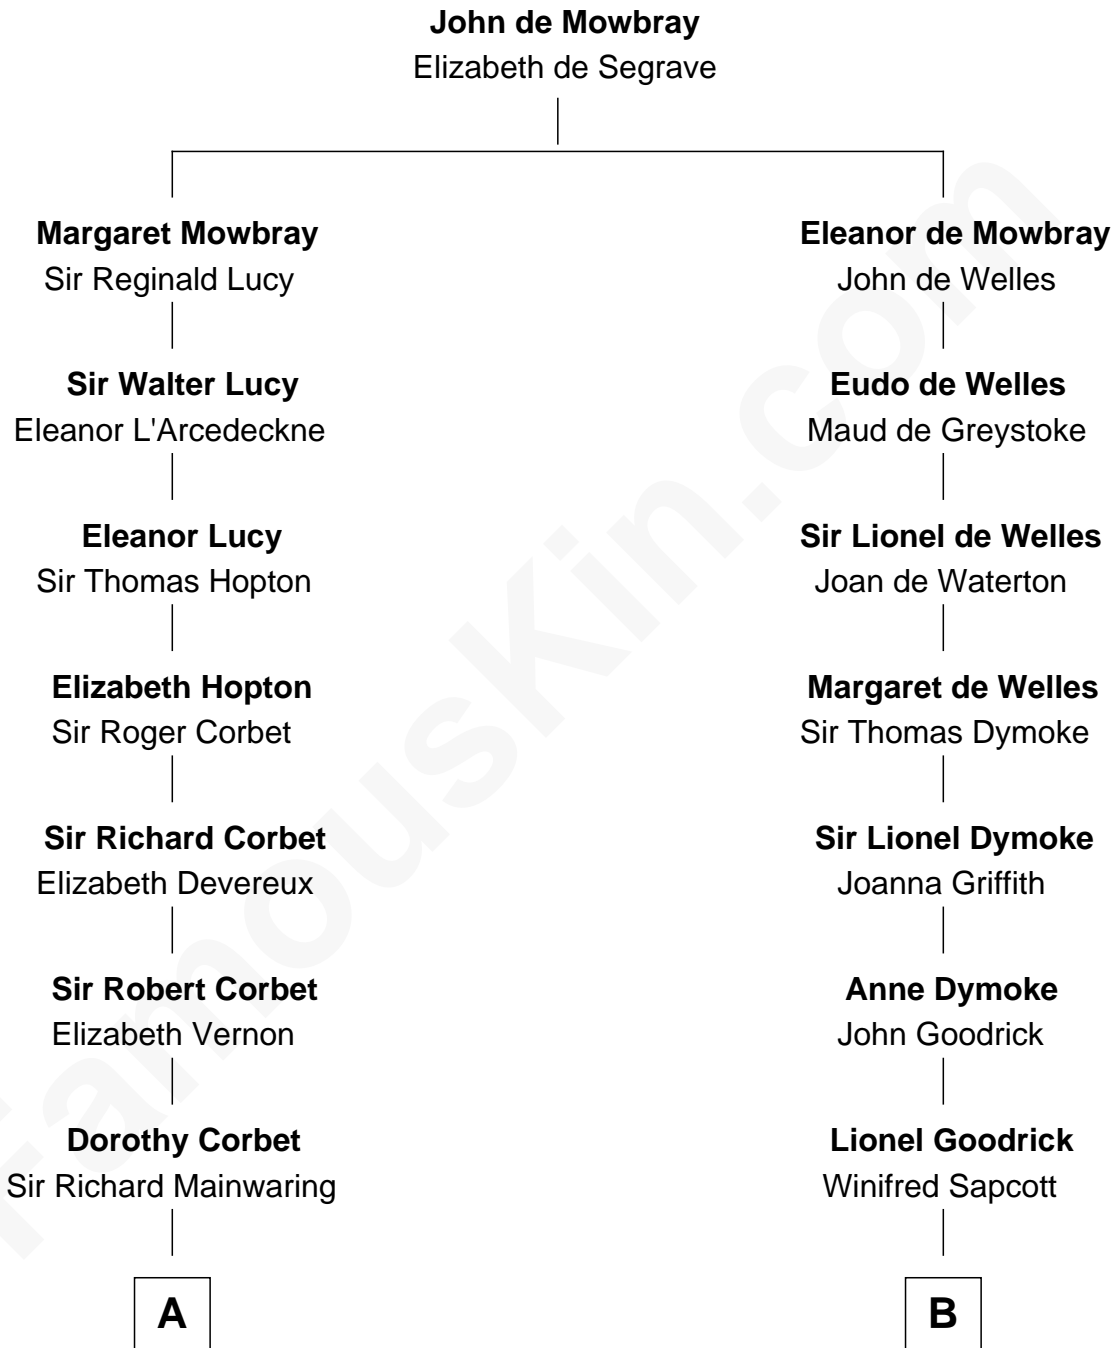 John de Mowbray
Elizabeth de Segrave
Margaret Mowbray
Sir Reginald Lucy
Sir Walter Lucy
Eleanor L'Arcedeckne
Eleanor Lucy
Sir Thomas Hopton
Elizabeth Hopton
Sir Roger Corbet
Sir Richard Corbet
Elizabeth Devereux
Sir Robert Corbet
Elizabeth Vernon
Dorothy Corbet
Sir Richard Mainwaring
A
Eleanor de Mowbray
John de Welles
Eudo de Welles
Maud de Greystoke
Sir Lionel de Welles
Joan de Waterton
Margaret de Welles
Sir Thomas Dymoke
Sir Lionel Dymoke
Joanna Griffith
Anne Dymoke
John Goodrick
Lionel Goodrick
Winifred Sapcott
B
FamousKin.com